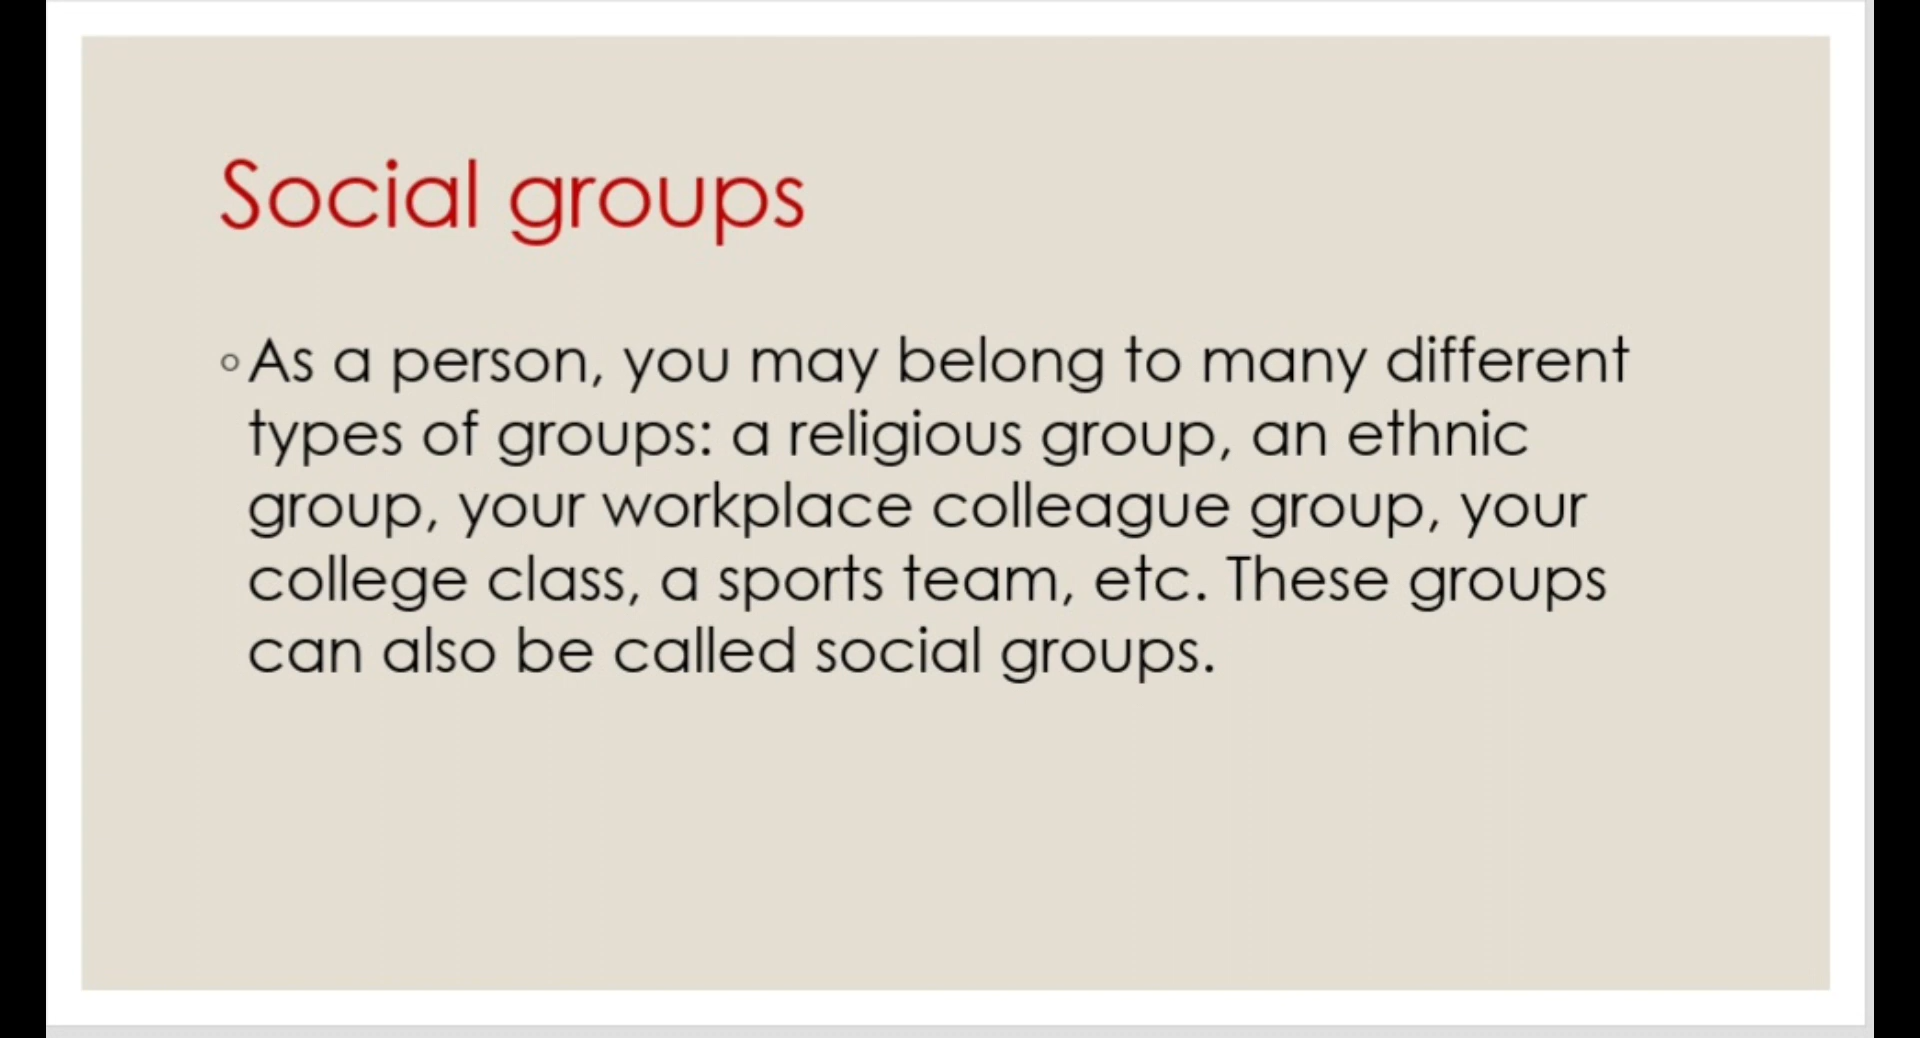 Social groups
◦As a person, you may belong to many different
types of groups: a religious group, an ethnic
group, your workplace colleague group, your
college class, a sports team, etc. These groups
can also be called social groups.